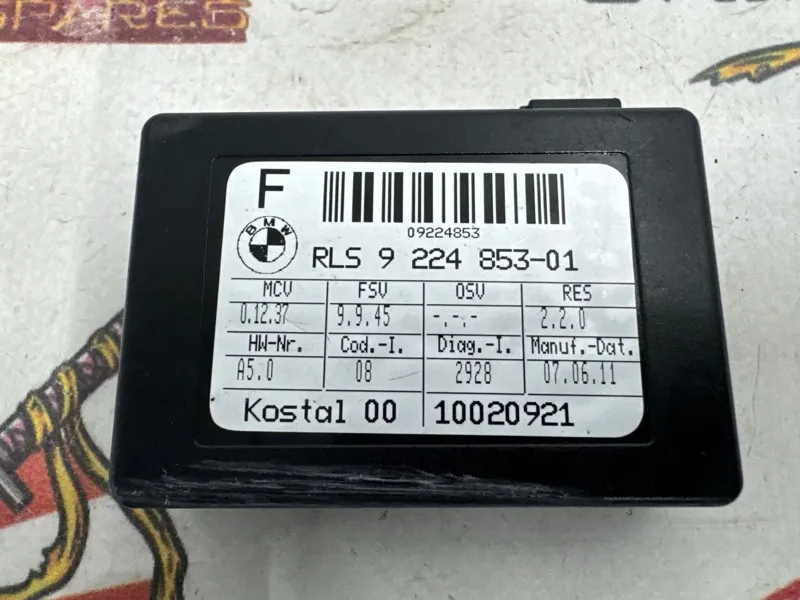 SPARES
F
BMW
09224853
RLS 9 224 853-01
MCV FSV OSV RES
0.12.37 9.9.45 -.-.- 2.2.0
HW-Nr. Cod.-I. Diag.-I. Manuf.-Dat.
A5.0 08 2928 07.06.11
Kostal 00 10020921